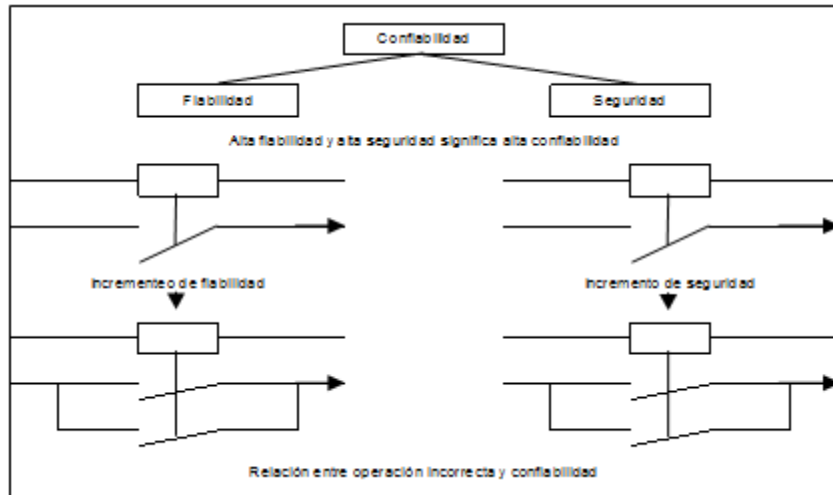 Confiabilidad
Fiabilidad
Seguridad
Alta fiabilidad y alta seguridad significa alta confiabilidad
Incrementeo de fiabilidad
Incremento de seguridad
Relación entre operación incorrecta y confiabilidad